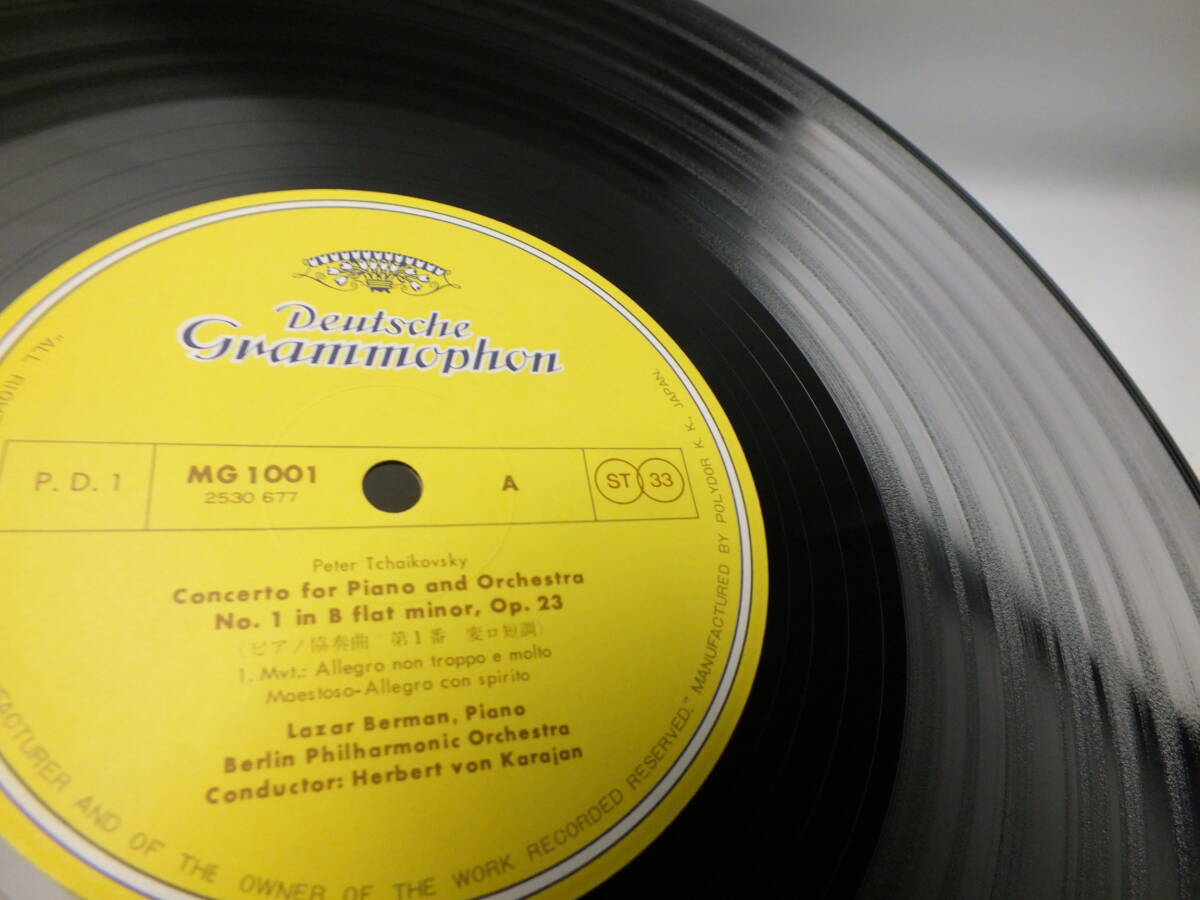 Deutsche
Grammophon
P. D. 1
MG 1001
2530 677
A
ST 33
Peter Tchaikovsky
Concerto for Piano and Orchestra
No. 1 in B flat minor, Op. 23
(ピアノ協奏曲 第1番 変ロ短調)
1. Mvt.: Allegro non troppo e molto
Maestoso-Allegro con spirito
Lazar Berman, Piano
Berlin Philharmonic Orchestra
Conductor: Herbert von Karajan
"ALL
AND OF THE OWNER OF THE WORK RECORDED RESERVED." MANUFACTURED BY POLYDOR K. K. JAPAN.